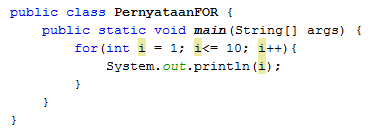 public class PernyataanFOR {
    public static void main(String[] args) {
        for(int i = 1; i<= 10; i++){
            System.out.println(i);
        }
    }
}